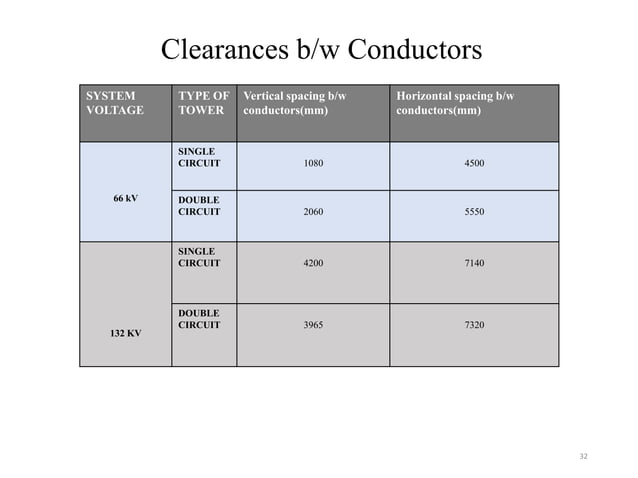 Clearances b/w Conductors
SYSTEM
VOLTAGE
TYPE OF
TOWER
Vertical spacing b/w
conductors(mm)
Horizontal spacing b/w
conductors(mm)
66 kV
SINGLE
CIRCUIT
1080
4500
DOUBLE
CIRCUIT
2060
5550
132 KV
SINGLE
CIRCUIT
4200
7140
DOUBLE
CIRCUIT
3965
7320
32